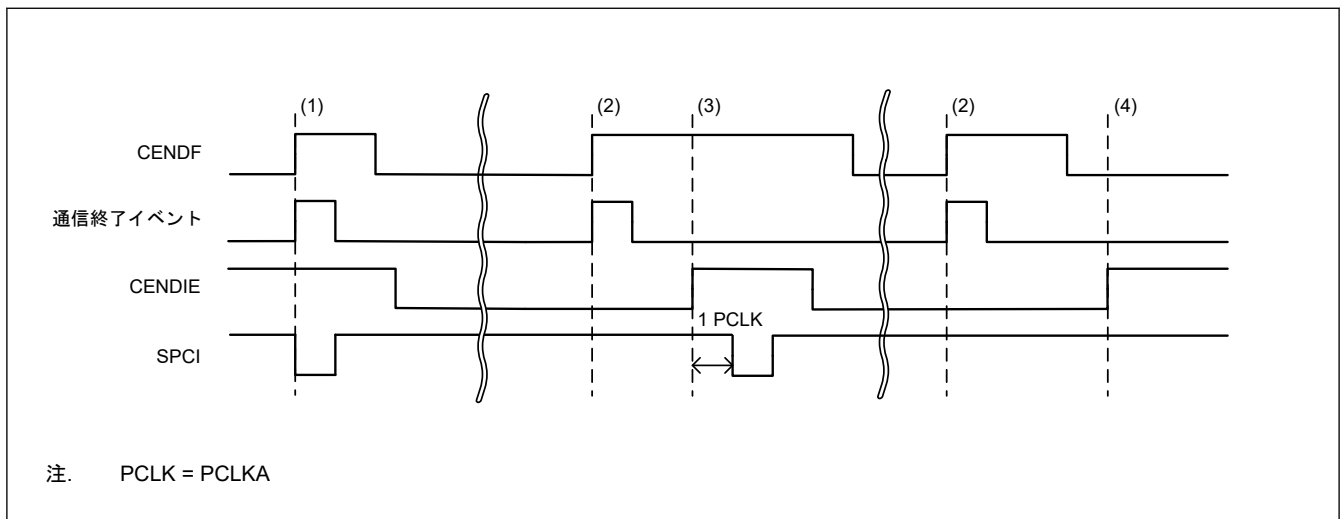 (1) (2) (3) (2) (4)
CENDF
通信終了イベント
CENDIE
1 PCLK
SPCI
注. PCLK = PCLKA